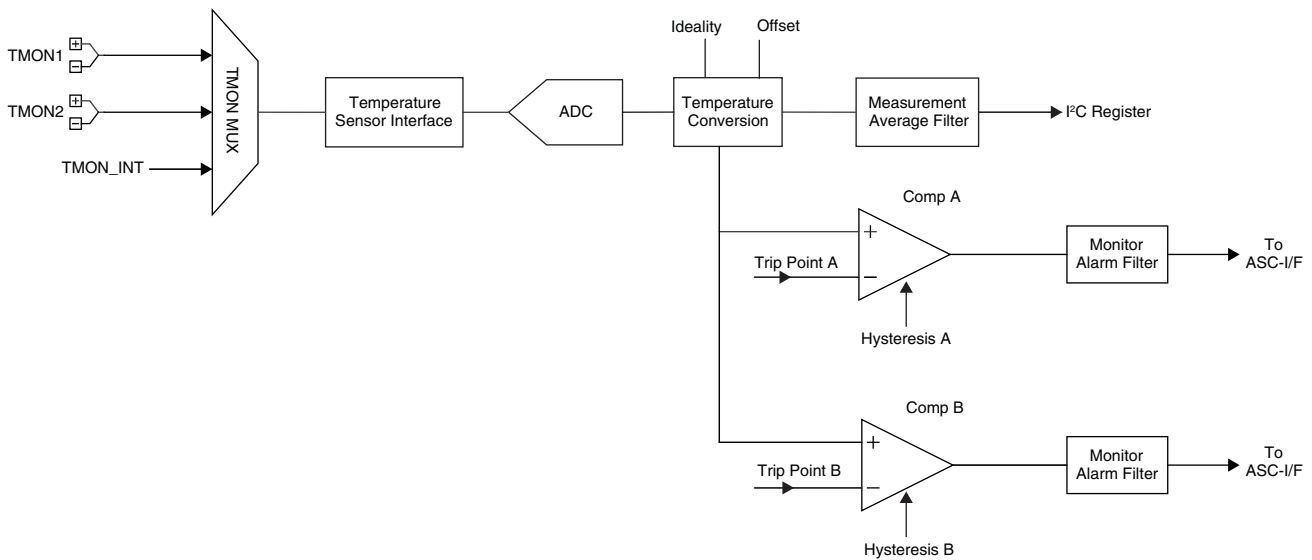 Ideality
Offset
TMON1
+
−
TMON2
+
−
TMON_INT
TMON MUX
Temperature
Sensor Interface
ADC
Temperature
Conversion
Measurement
Average Filter
I²C Register
Comp A
+
−
Trip Point A
Hysteresis A
Monitor
Alarm Filter
To
ASC-I/F
Comp B
+
−
Trip Point B
Hysteresis B
Monitor
Alarm Filter
To
ASC-I/F